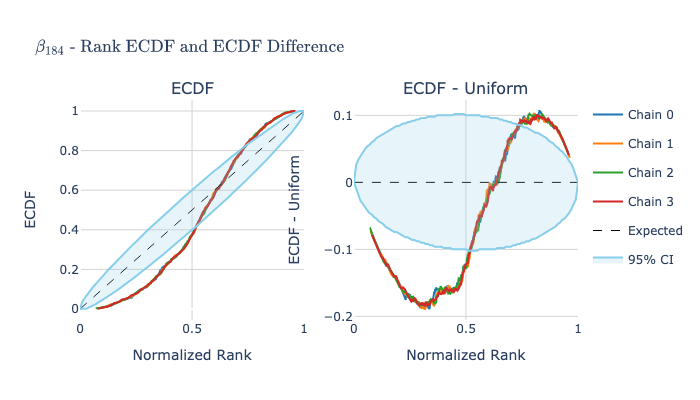 β₁₈₄ - Rank ECDF and ECDF Difference
ECDF
ECDF - Uniform
1
0.8
0.6
0.4
0.2
0
ECDF
0
0.5
1
Normalized Rank
0.1
0
−0.1
−0.2
ECDF - Uniform
0
0.5
1
Normalized Rank
Chain 0
Chain 1
Chain 2
Chain 3
Expected
95% CI